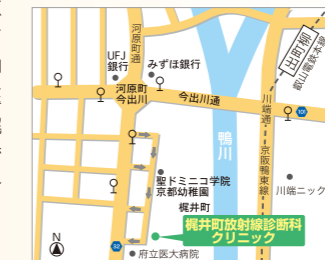 河原町通
出町柳
叡山電鉄本線
UFJ
銀行
みずほ銀行
河原町
今出川
今出川通
101
川端通
京阪鴨東線
鴨川
聖ドミニコ学院
京都幼稚園
川端ニック
梶井町
梶井町放射線診断科
クリニック
N
32
府立医大病院